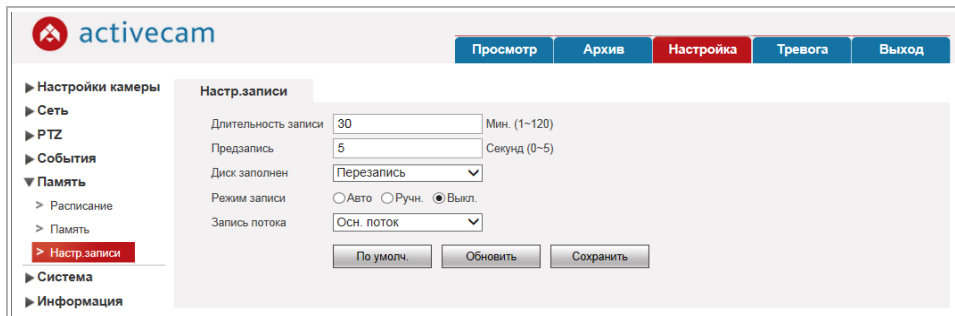 activecam
Просмотр Архив Настройка Тревога Выход
Настройки камеры
Сеть
PTZ
События
Память
> Расписание
> Память
> Настр.записи
Система
Информация
Настр.записи
Длительность записи 30 Мин. (1~120)
Предзапись 5 Секунд (0~5)
Диск заполнен Перезапись
Режим записи Авто Ручн. Выкл.
Запись потока Осн. поток
По умолч. Обновить Сохранить